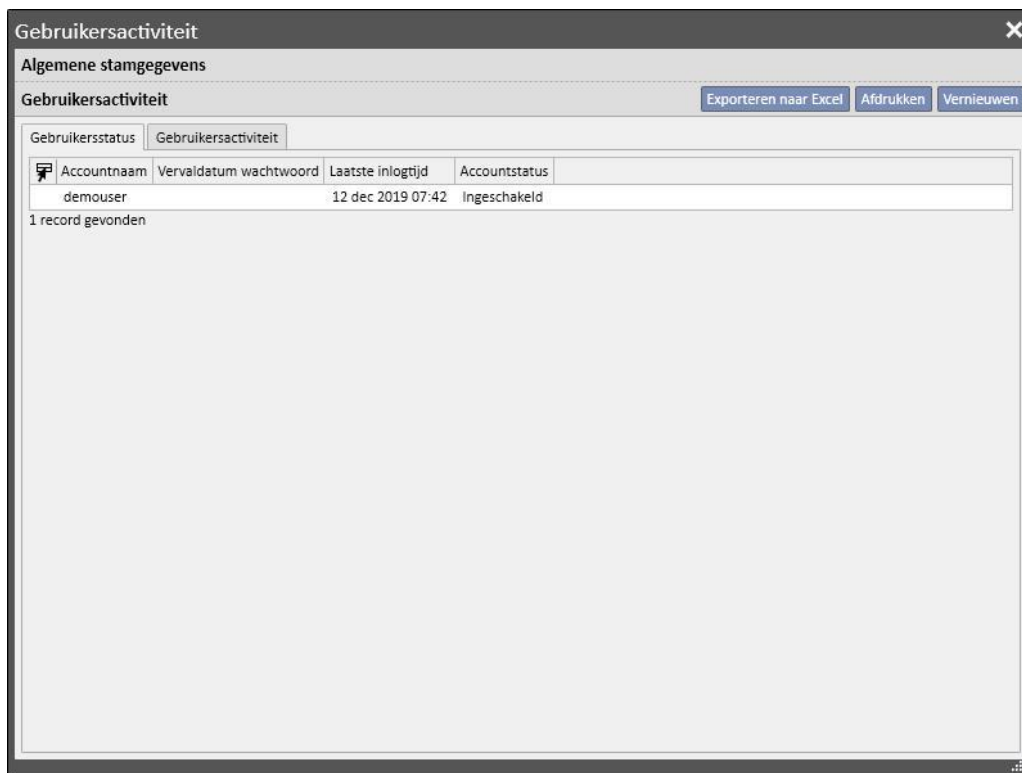 Gebruikersactiviteit
Algemene stamgegevens
Gebruikersactiviteit Exporteren naar Excel Afdrukken Vernieuwen
Gebruikersstatus Gebruikersactiviteit
Accountnaam Vervaldatum wachtwoord Laatste inlogtijd Accountstatus
demouser 12 dec 2019 07:42 Ingeschakeld
1 record gevonden